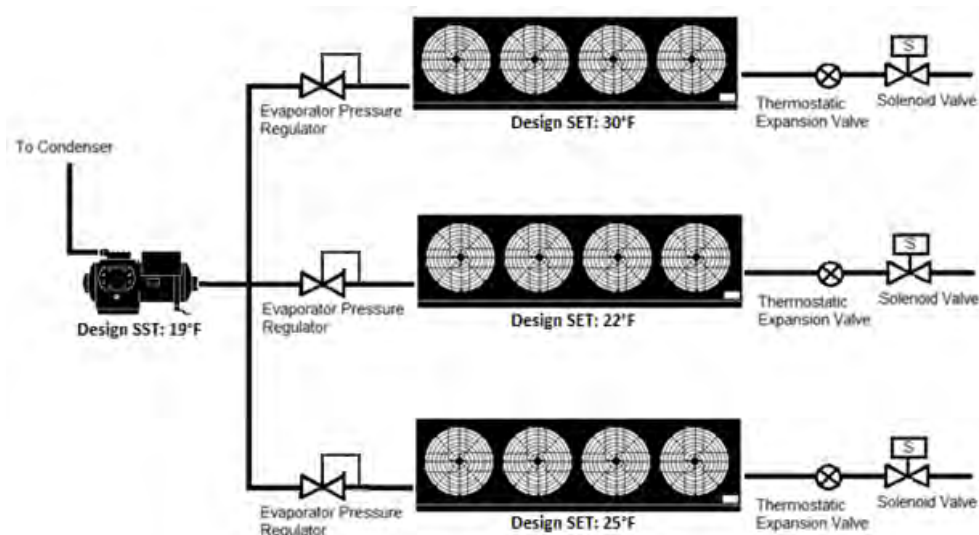 To Condenser
Design SST: 19°F
Evaporator Pressure
Regulator
Design SET: 30°F
Thermostatic
Expansion Valve
S
Solenoid Valve
Evaporator Pressure
Regulator
Design SET: 22°F
Thermostatic
Expansion Valve
S
Solenoid Valve
Evaporator Pressure
Regulator
Design SET: 25°F
Thermostatic
Expansion Valve
S
Solenoid Valve